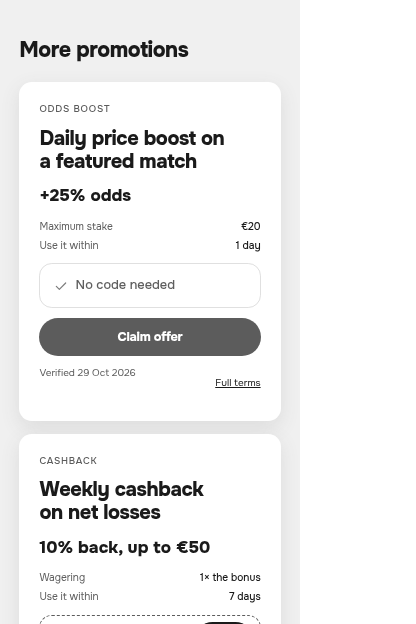 More promotions
ODDS BOOST
Daily price boost on
a featured match
+25% odds
Maximum stake €20
Use it within 1 day
No code needed
Claim offer
Verified 29 Oct 2026
Full terms
CASHBACK
Weekly cashback
on net losses
10% back, up to €50
Wagering 1× the bonus
Use it within 7 days